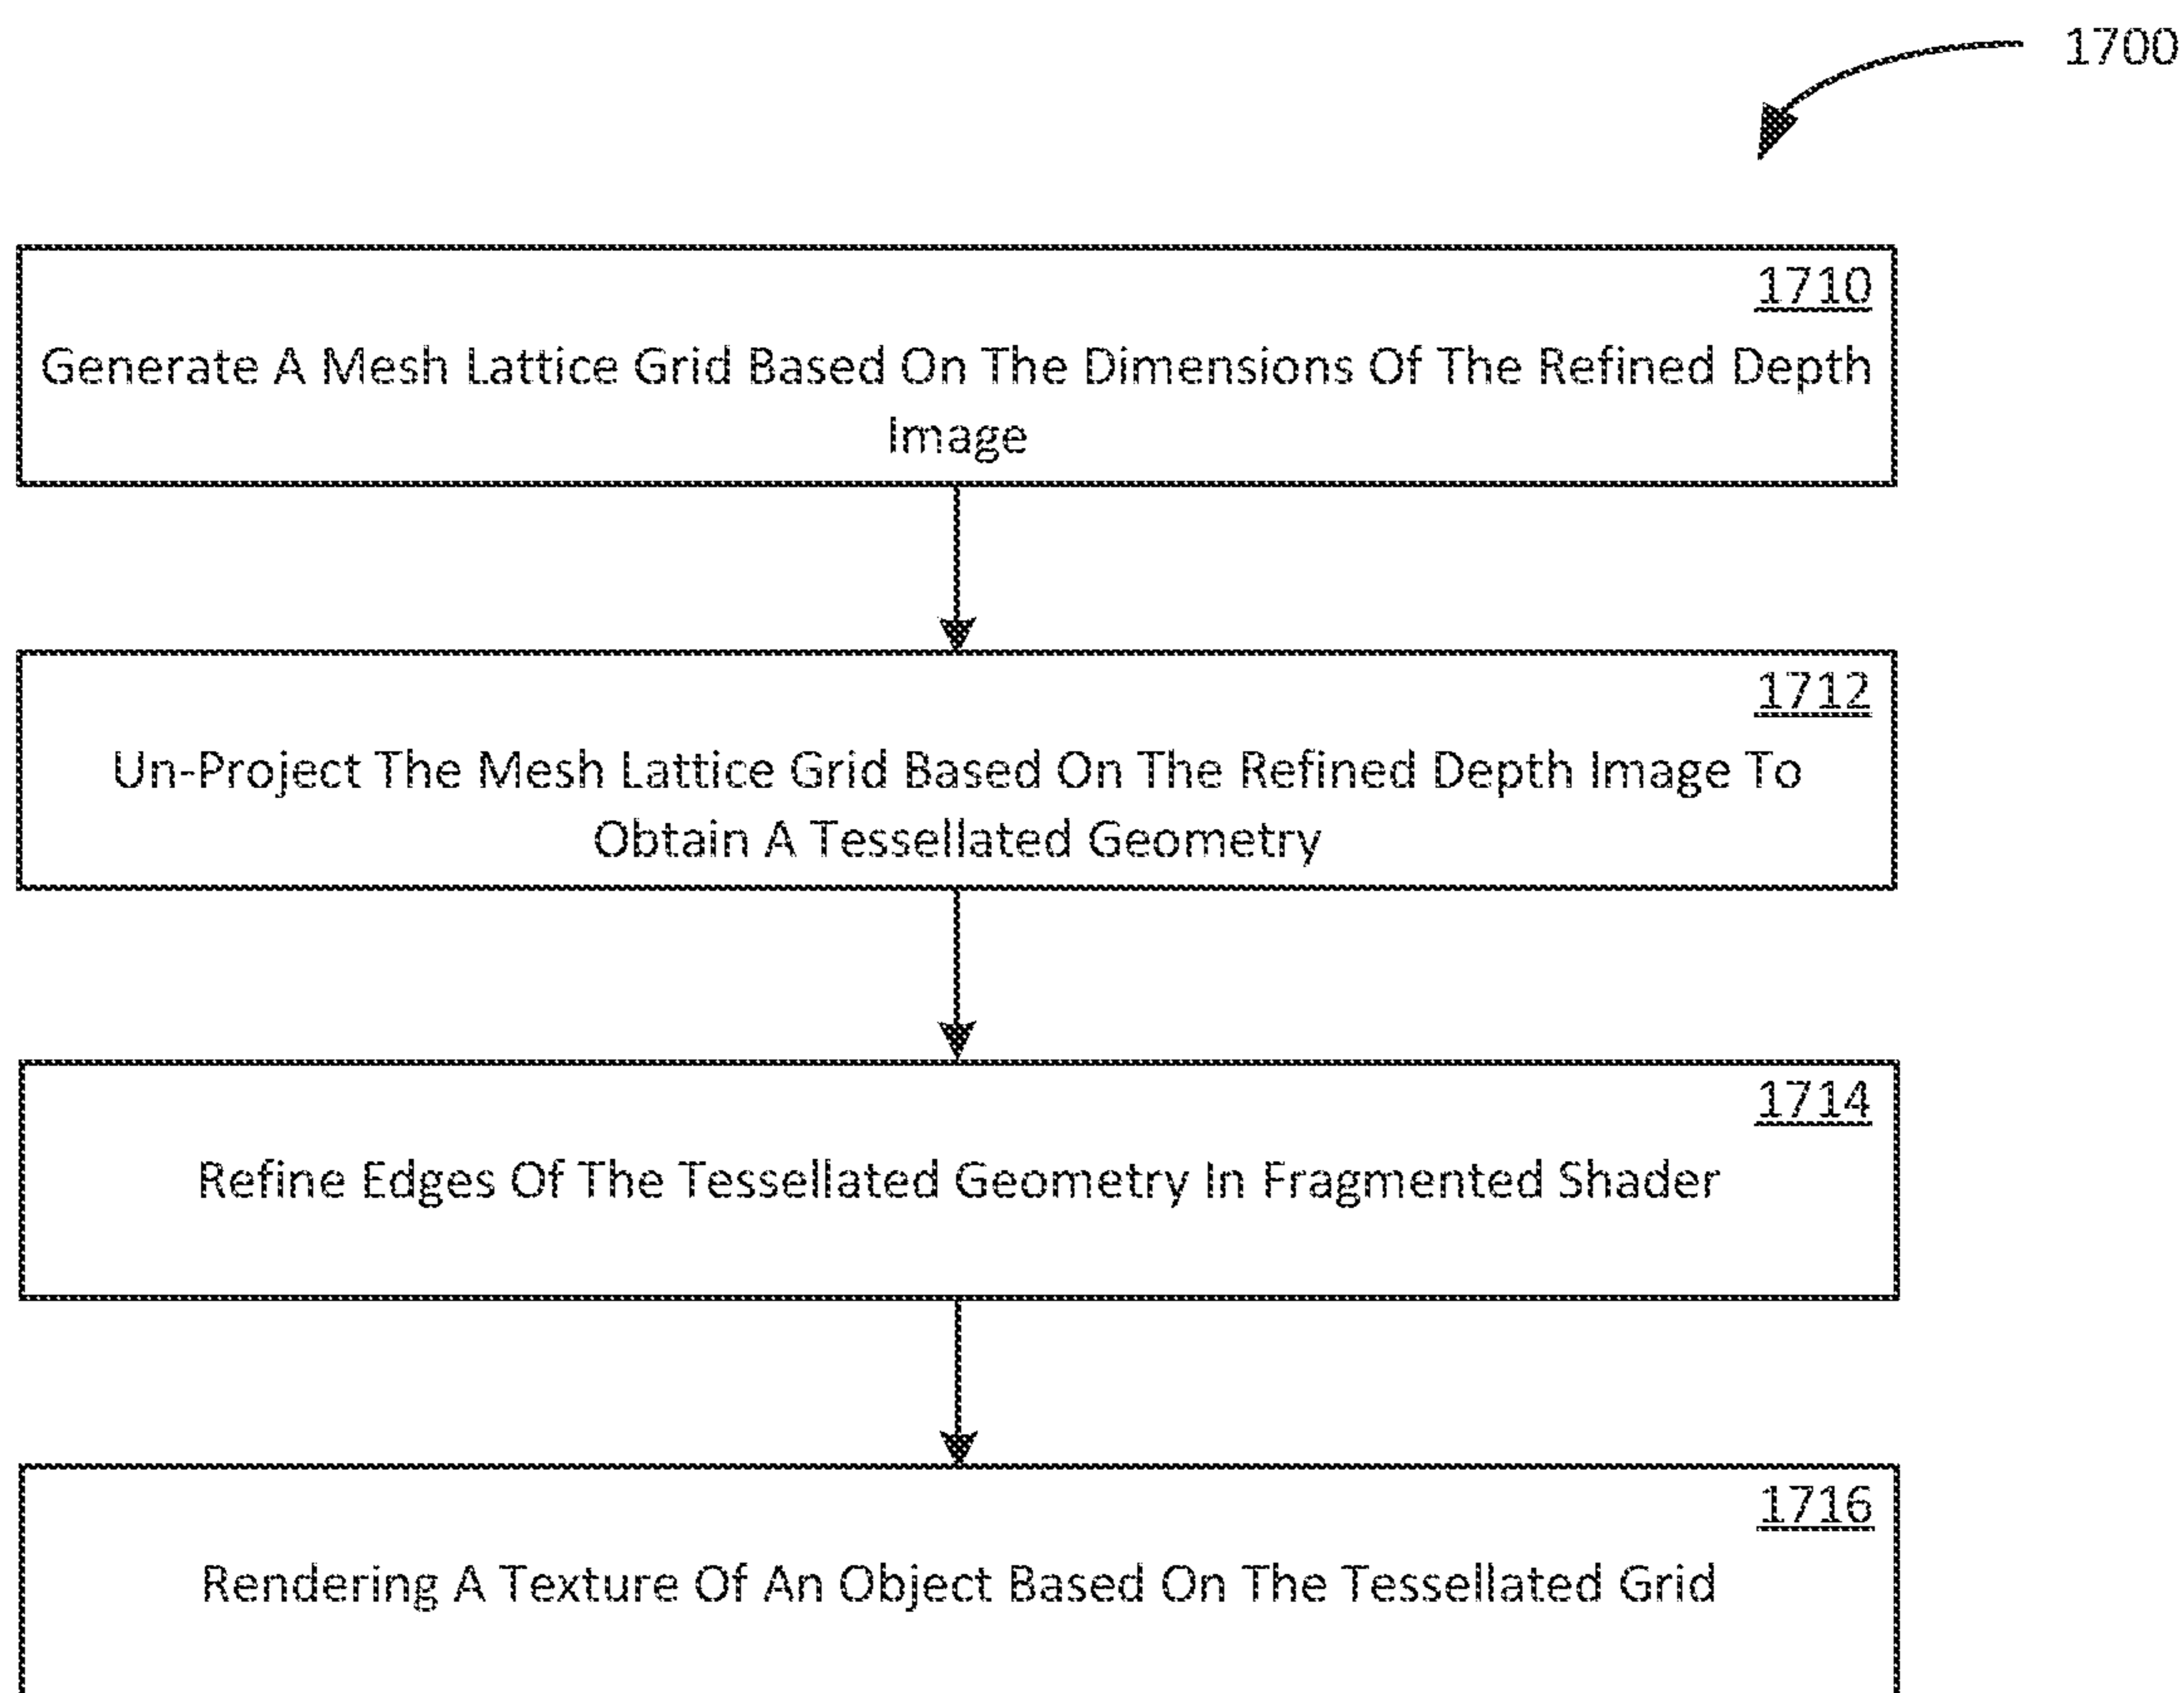 1700
1710
Generate A Mesh Lattice Grid Based On The Dimensions Of The Refined Depth
Image
1712
Un-Project The Mesh Lattice Grid Based On The Refined Depth Image To
Obtain A Tessellated Geometry
1714
Refine Edges Of The Tessellated Geometry In Fragmented Shader
1716
Rendering A Texture Of An Object Based On The Tessellated Grid